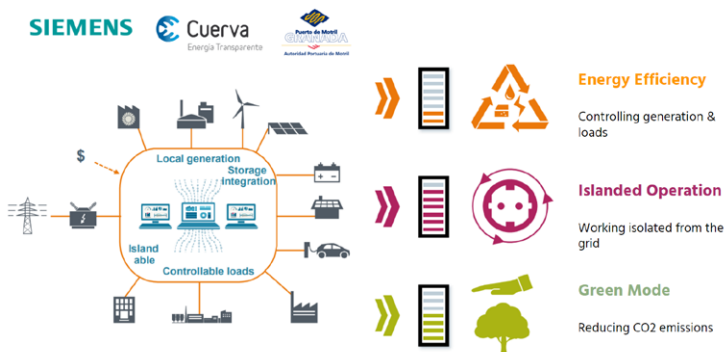 SIEMENS
Cuerva
Energía Transparente
Puerto de Motril
GRANADA
Autoridad Portuaria de Motril
Local generation
Storage
Integration
$
Island
able
Controllable loads
Energy Efficiency
Controlling generation &
loads
Islanded Operation
Working isolated from the
grid
Green Mode
Reducing CO2 emissions